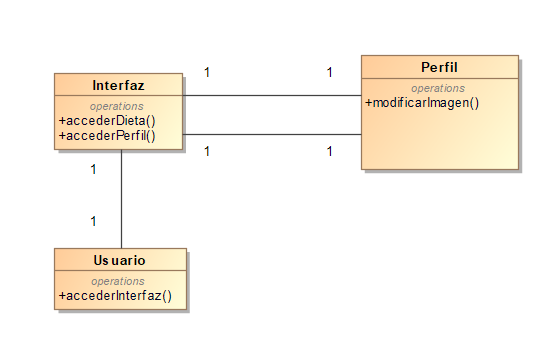 Interfaz
operations
+accederDieta()
+accederPerfil()
1
1
1
1
Perfil
operations
+modificarImagen()
1
1
Usuario
operations
+accederInterfaz()